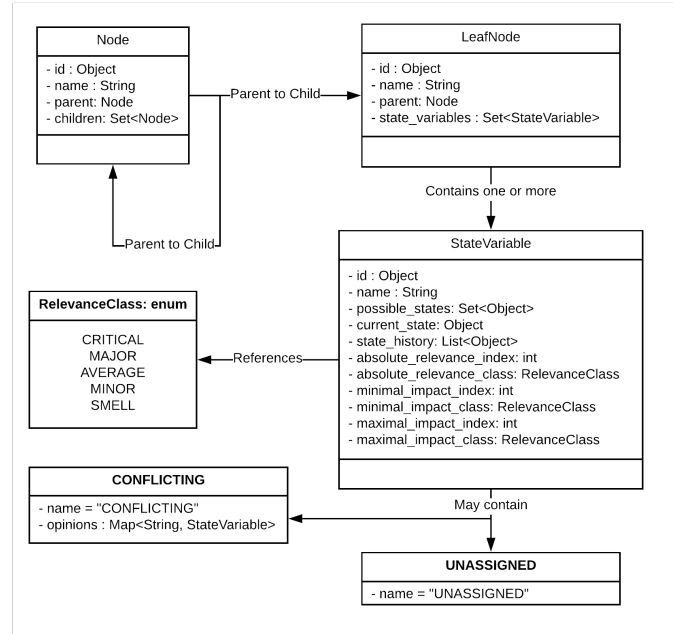 Node
- id : Object
- name : String
- parent: Node
- children: Set<Node>
Parent to Child
Parent to Child
LeafNode
- id : Object
- name : String
- parent: Node
- state_variables : Set<StateVariable>
Contains one or more
StateVariable
- id : Object
- name : String
- possible_states: Set<Object>
- current_state: Object
- state_history: List<Object>
- absolute_relevance_index: int
- absolute_relevance_class: RelevanceClass
- minimal_impact_index: int
- minimal_impact_class: RelevanceClass
- maximal_impact_index: int
- maximal_impact_class: RelevanceClass
References
RelevanceClass: enum
CRITICAL
MAJOR
AVERAGE
MINOR
SMELL
May contain
CONFLICTING
- name = "CONFLICTING"
- opinions : Map<String, StateVariable>
UNASSIGNED
- name = "UNASSIGNED"